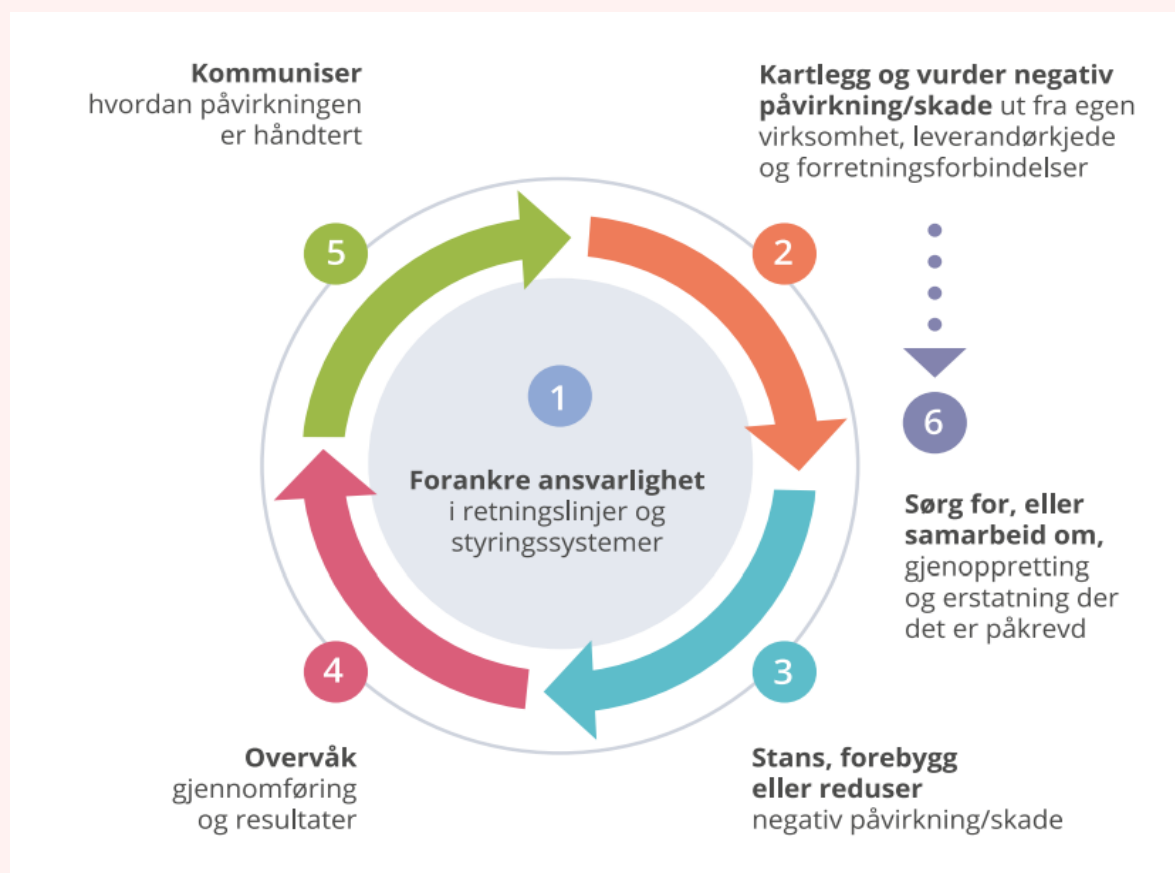 Kommuniser
hvordan påvirkningen
er håndtert
Kartlegg og vurder negativ
påvirkning/skade ut fra egen
virksomhet, leverandørkjede
og forretningsforbindelser
5
2
1
Forankre ansvarlighet
i retningslinjer og
styringssystemer
6
Sørg for, eller
samarbeid om,
gjenoppretting
og erstatning der
det er påkrevd
4
3
Overvåk
gjennomføring
og resultater
Stans, forebygg
eller reduser
negativ påvirkning/skade